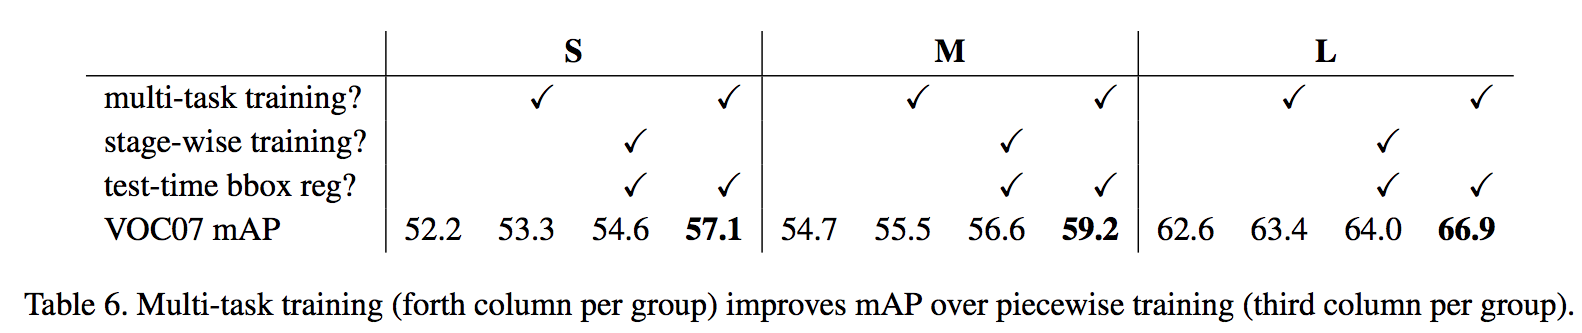 S M L
multi-task training? ✓ ✓ ✓ ✓ ✓ ✓
stage-wise training? ✓ ✓ ✓
test-time bbox reg? ✓ ✓ ✓ ✓ ✓ ✓
VOC07 mAP 52.2 53.3 54.6 57.1 54.7 55.5 56.6 59.2 62.6 63.4 64.0 66.9
Table 6. Multi-task training (forth column per group) improves mAP over piecewise training (third column per group).